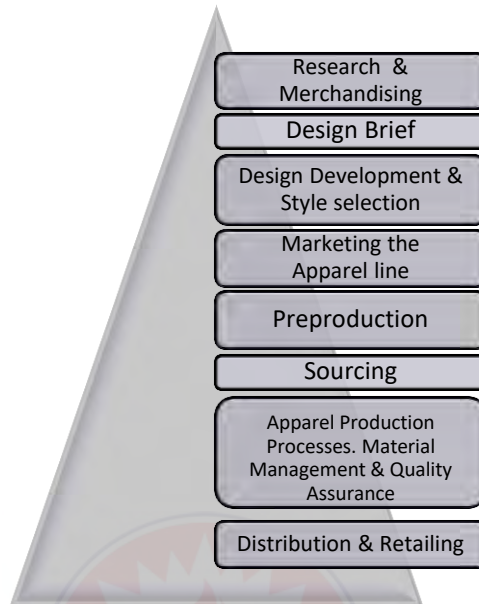 Research &
Merchandising
Design Brief
Design Development &
Style selection
Marketing the
Apparel line
Preproduction
Sourcing
Apparel Production
Processes. Material
Management & Quality
Assurance
Distribution & Retailing